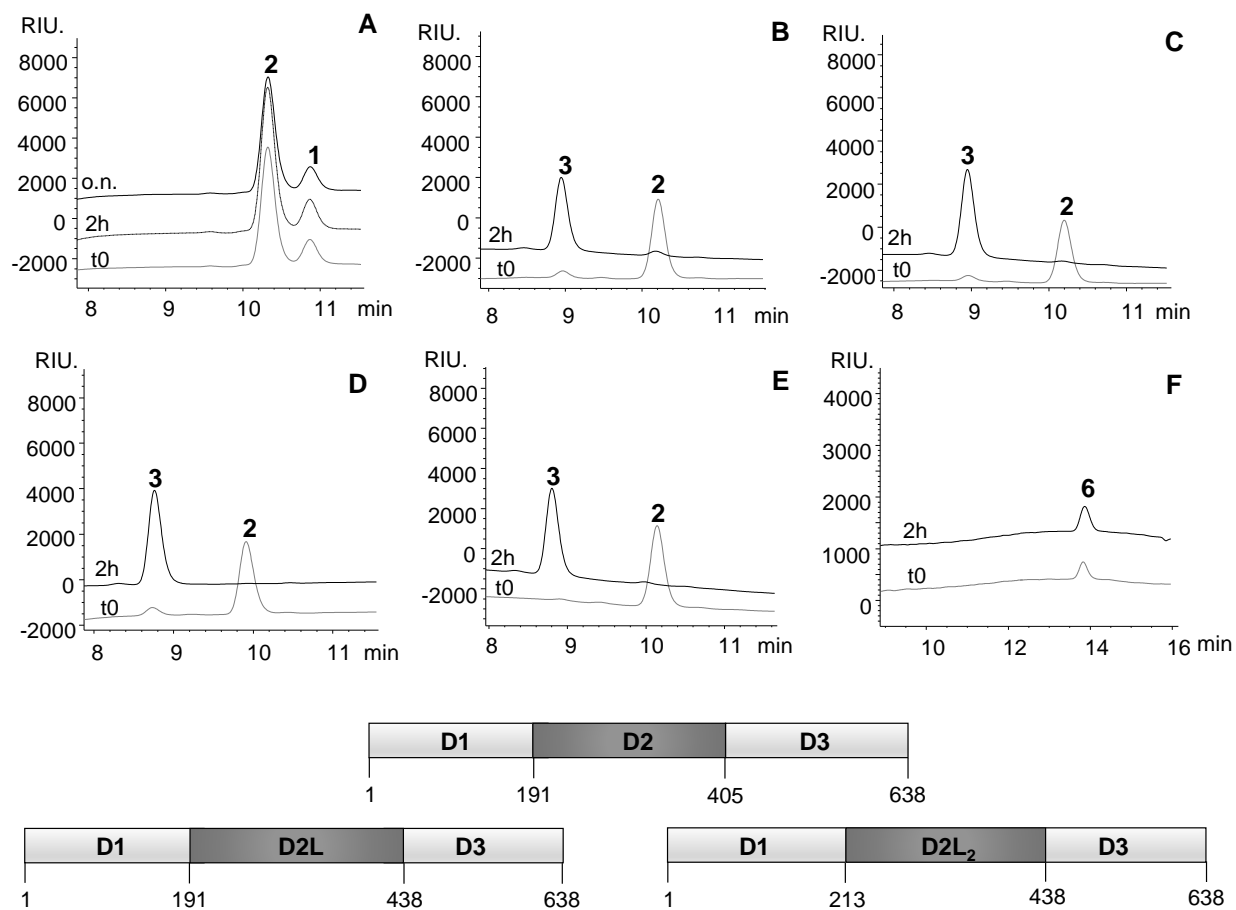 RIU.
A
8000
6000
4000
2000
0
-2000
2
1
o.n.
2h
t0
8 9 10 11 min
RIU.
B
8000
6000
4000
2000
0
-2000
3
2
2h
t0
8 9 10 11 min
RIU.
C
8000
6000
4000
2000
0
-2000
3
2
2h
t0
8 9 10 11 min
RIU.
D
8000
6000
4000
2000
0
-2000
3
2
2h
t0
8 9 10 11 min
RIU.
E
8000
6000
4000
2000
0
-2000
3
2
2h
t0
8 9 10 11 min
RIU.
F
4000
3000
2000
1000
0
6
2h
t0
10 12 14 16 min
D1 D2 D3
1 191 405 638
D1 D2L D3
1 191 438 638
D1 D2L₂ D3
1 213 438 638